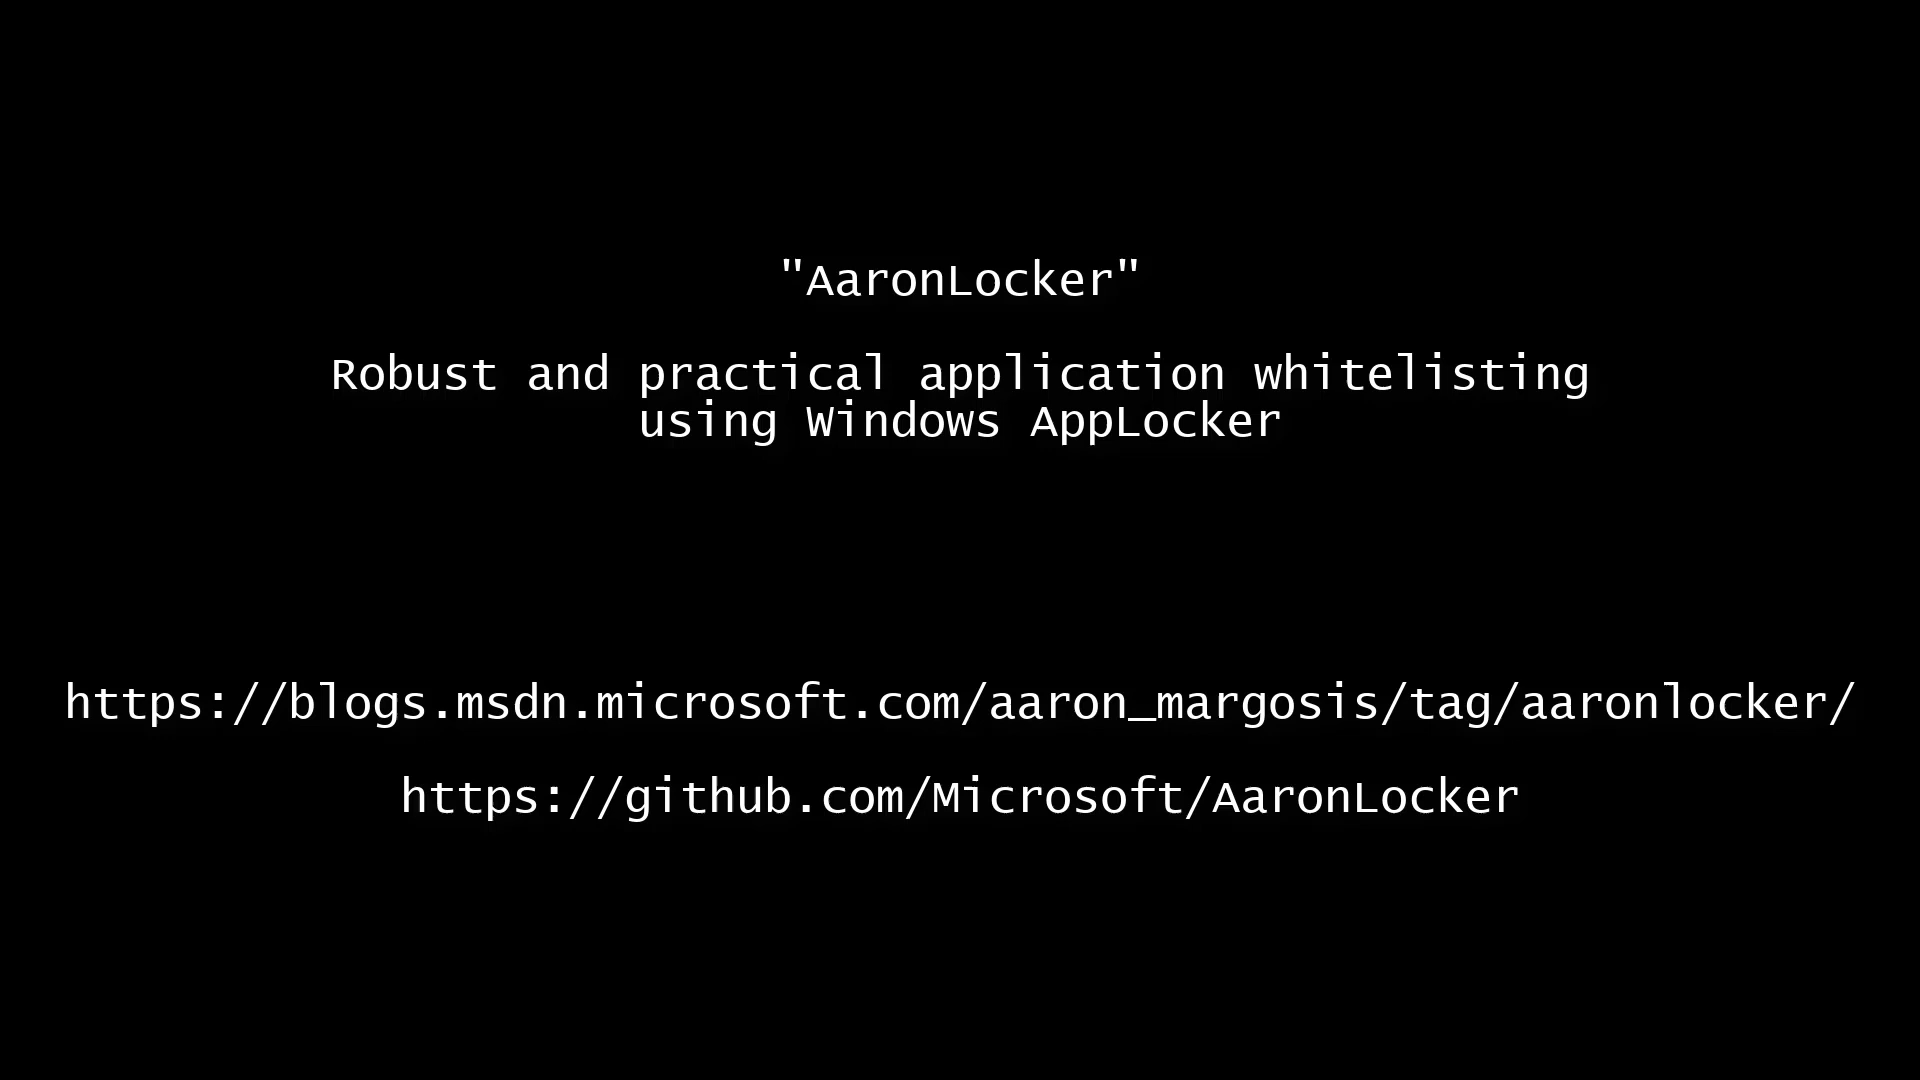 "AaronLocker"
Robust and practical application whitelisting
using Windows AppLocker
https://blogs.msdn.microsoft.com/aaron_margosis/tag/aaronlocker/
https://github.com/Microsoft/AaronLocker